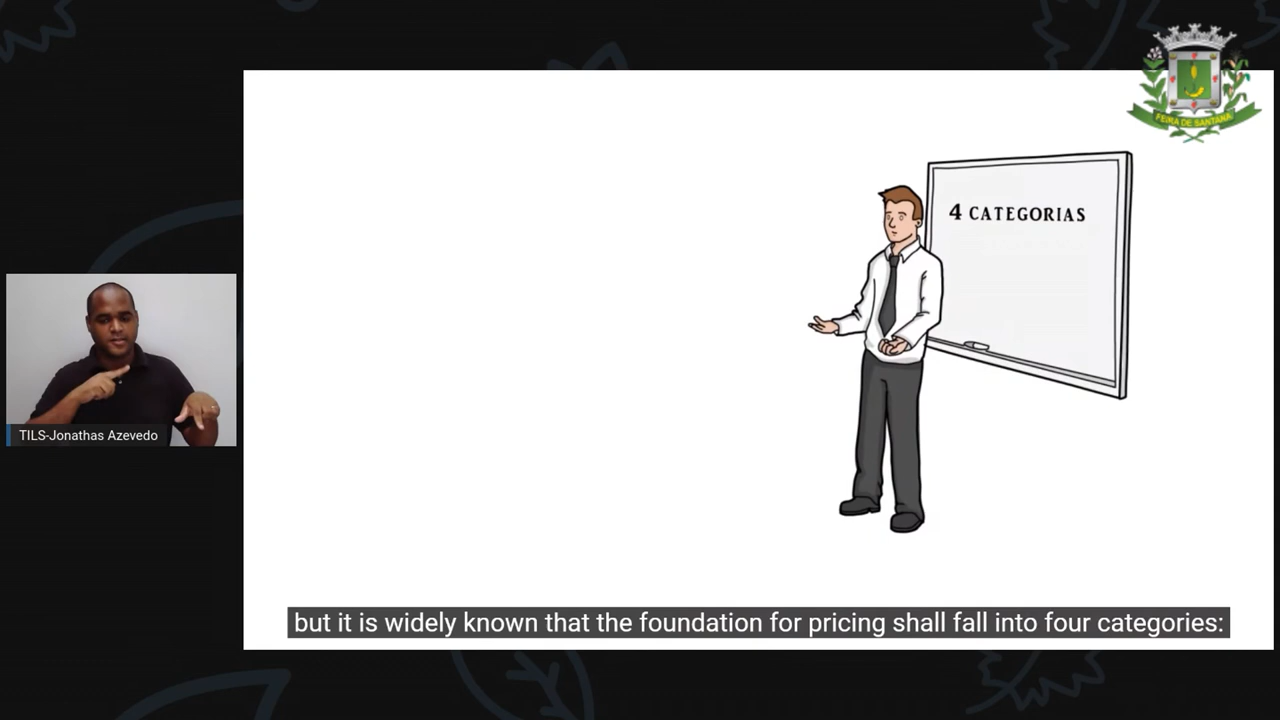 FEIRA DE SANTANA
4 CATEGORIAS
TILS-Jonathas Azevedo
but it is widely known that the foundation for pricing shall fall into four categories: